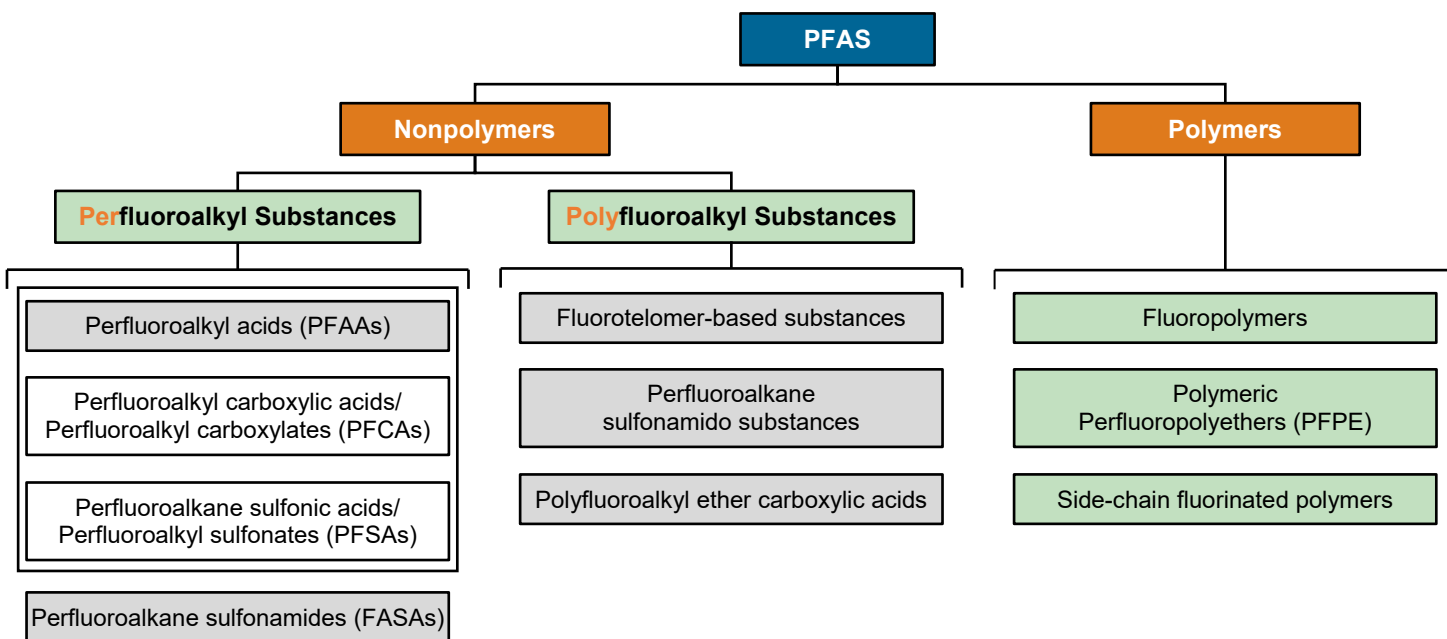 PFAS
Nonpolymers
Polymers
Perfluoroalkyl Substances
Polyfluoroalkyl Substances
Perfluoroalkyl acids (PFAAs)
Perfluoroalkyl carboxylic acids/
Perfluoroalkyl carboxylates (PFCAs)
Perfluoroalkane sulfonic acids/
Perfluoroalkyl sulfonates (PFSAs)
Perfluoroalkane sulfonamides (FASAs)
Fluorotelomer-based substances
Perfluoroalkane
sulfonamido substances
Polyfluoroalkyl ether carboxylic acids
Fluoropolymers
Polymeric
Perfluoropolyethers (PFPE)
Side-chain fluorinated polymers